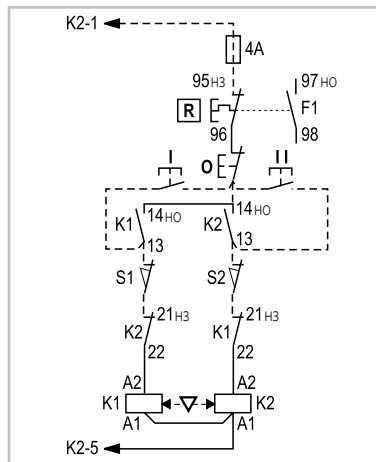 K2-1
4A
95НЗ 97НО
R F1
96 98
I O II
14НО 14НО
K1 K2
13 13
S1 S2
21НЗ 21НЗ
K2 K1
22 22
A2 A2
K1 K2
A1 A1
K2-5